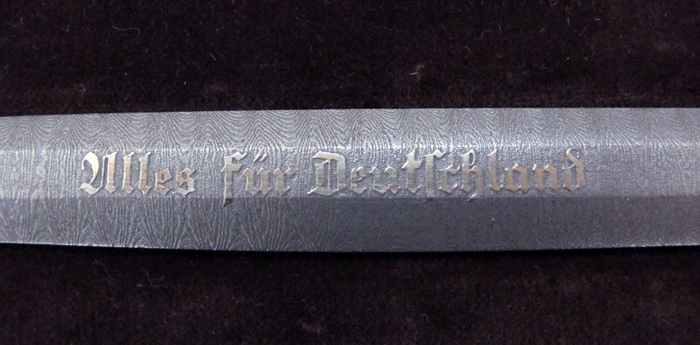 Alles für Deutschland